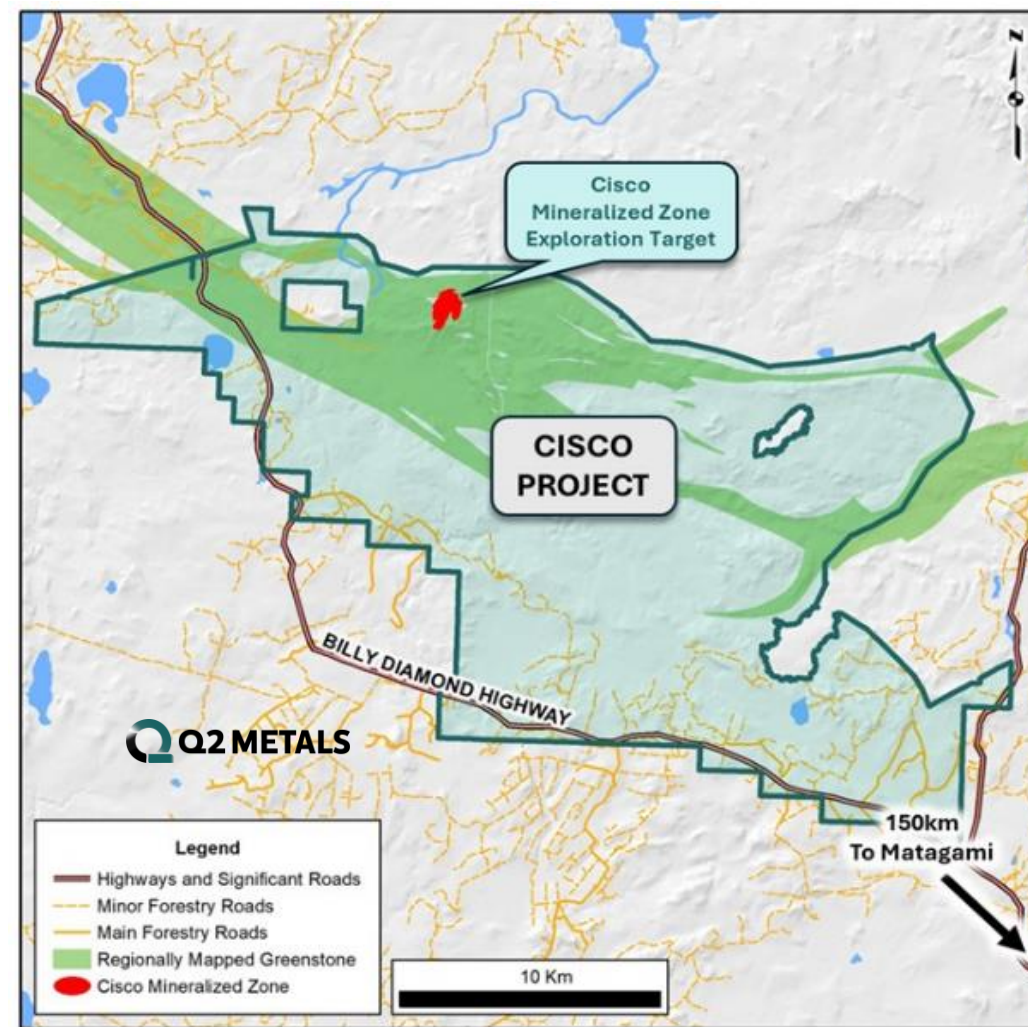 N
Cisco
Mineralized Zone
Exploration Target
CISCO
PROJECT
BILLY DIAMOND HIGHWAY
Q2 METALS
150km
To Matagami
Legend
Highways and Significant Roads
Minor Forestry Roads
Main Forestry Roads
Regionally Mapped Greenstone
Cisco Mineralized Zone
10 Km